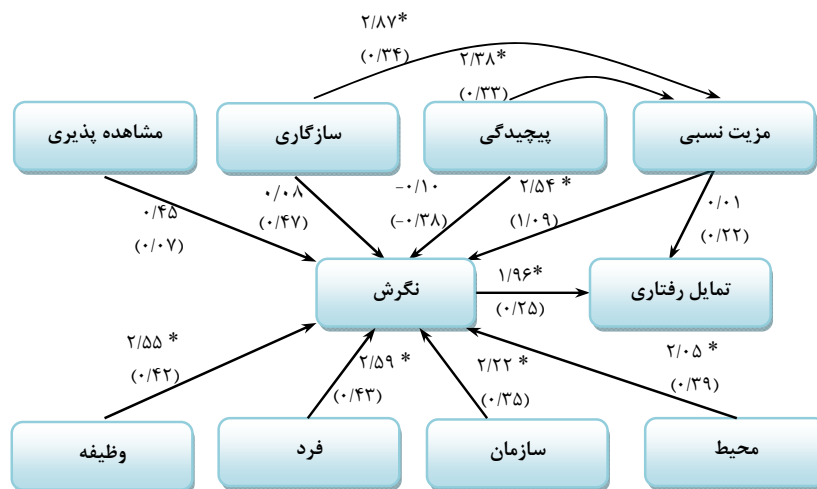 ۲/۸۷*
(۰/۳۴)
۲/۳۸*
(۰/۳۳)
مزیت نسبی
پیچیدگی
سازگاری
مشاهده پذیری
۰/۰۱
(۰/۲۲)
۲/۵۴ *
(۱/۰۹)
-۰/۱۰
(-۰/۳۸)
۰/۰۸
(۰/۴۷)
۰/۴۵
(۰/۰۷)
تمایل رفتاری
۱/۹۶*
(۰/۲۵)
نگرش
۲/۰۵ *
(۰/۳۹)
۲/۲۲ *
(۰/۳۵)
۲/۵۹ *
(۰/۴۳)
۲/۵۵ *
(۰/۴۲)
محیط
سازمان
فرد
وظیفه